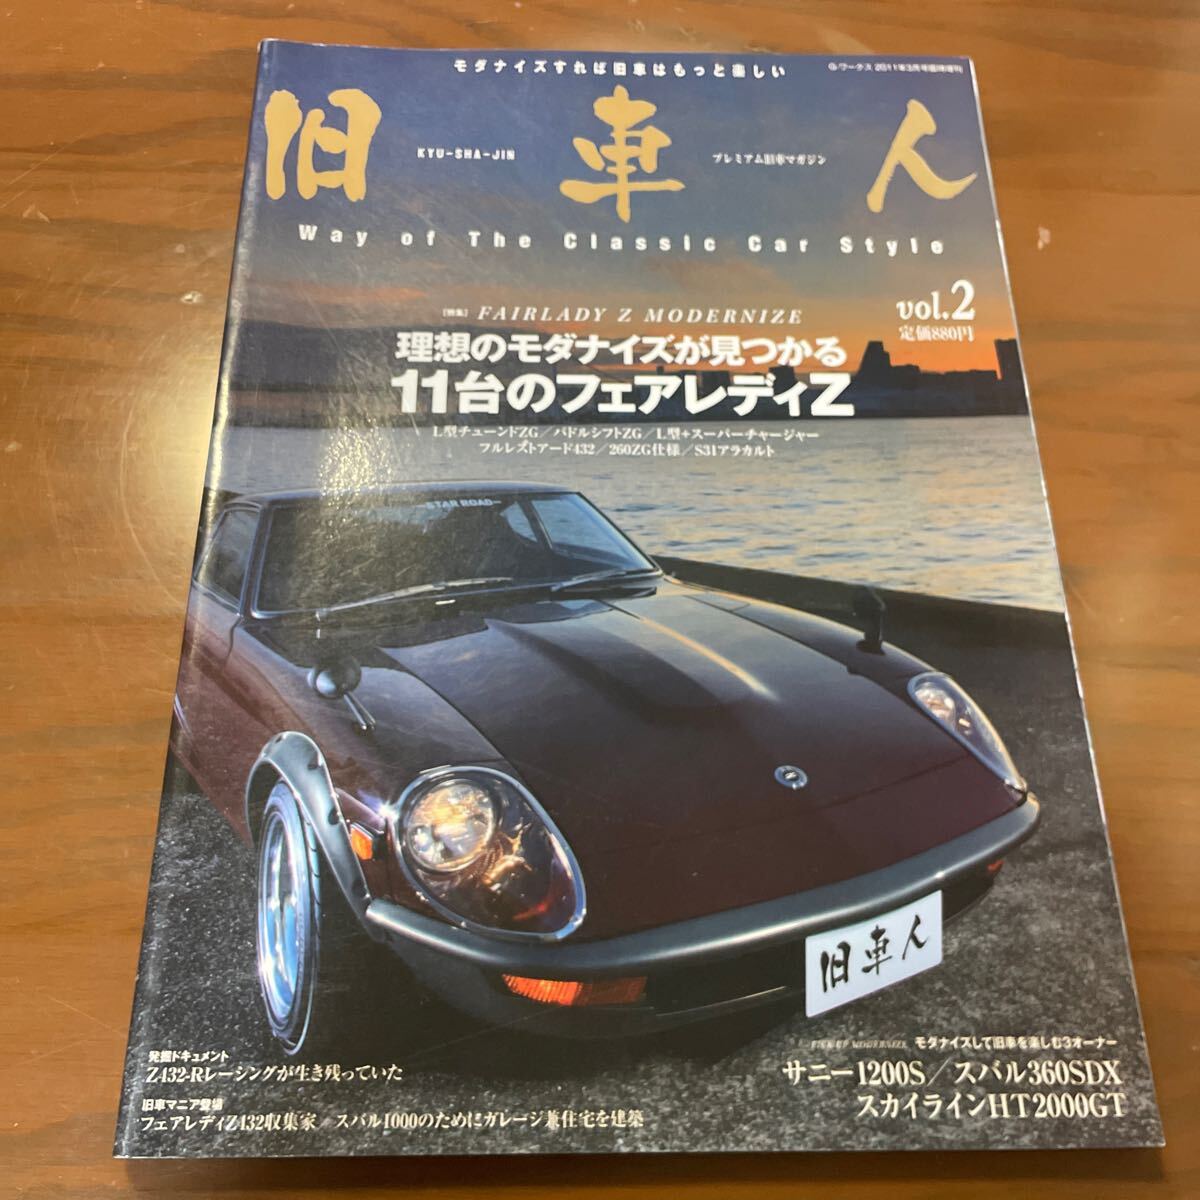 モダナイズすれば旧車はもっと楽しい
G-ワークス 2011年3月号臨時増刊
旧車人
KYU-SHA-JIN
プレミアム旧車マガジン
Way of The Classic Car Style
vol.2
定価880円
[特集] FAIRLADY Z MODERNIZE
理想のモダナイズが見つかる
11台のフェアレディZ
L型チューンドZG/パドルシフトZG/L型+スーパーチャージャー
フルレストアード432/260ZG仕様/S31アラカルト
STAR ROAD
旧車人
発掘ドキュメント
Z432-Rレーシングが生き残っていた
旧車マニア登場
フェアレディZ432収集家/スバル1000のためにガレージ兼住宅を建築
PICK UP MODERNIZE モダナイズして旧車を楽しむ3オーナー
サニー1200S/スバル360SDX
スカイラインHT2000GT